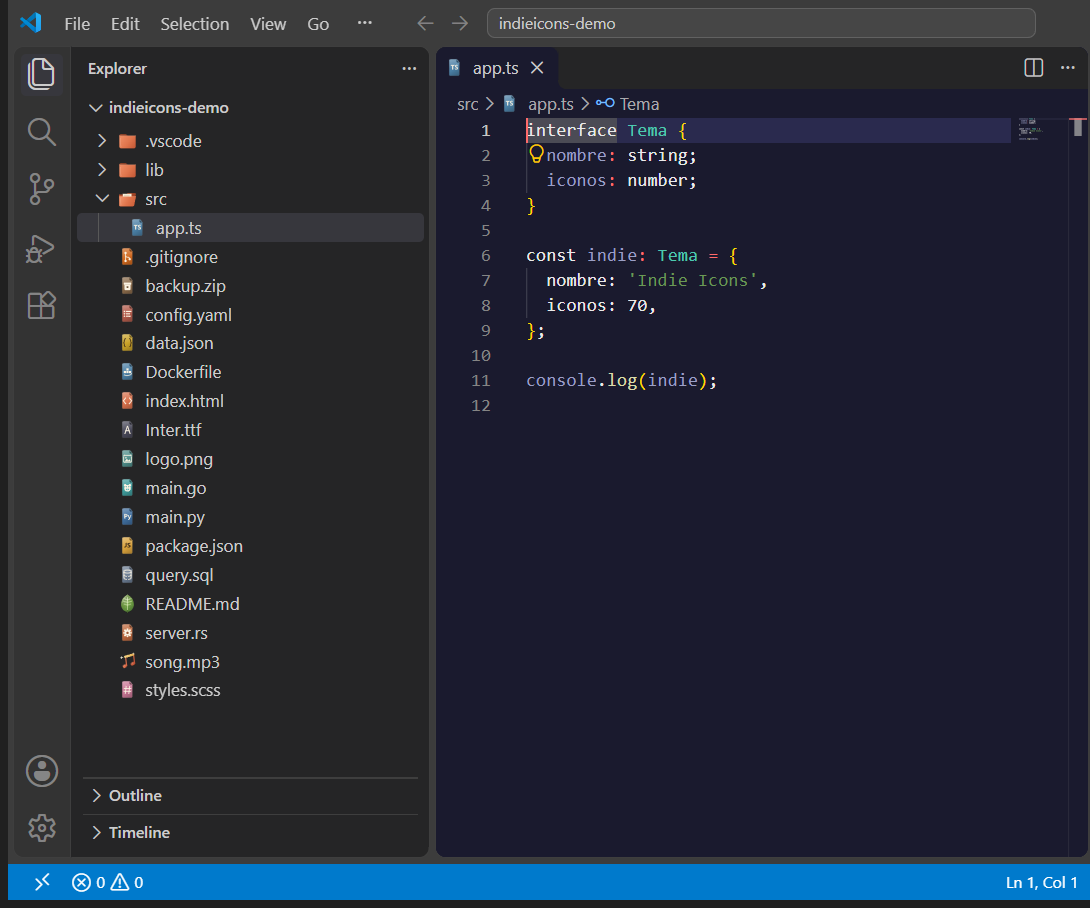 File Edit Selection View Go ··· indieicons-demo
Explorer ···
indieicons-demo
.vscode
lib
src
app.ts
.gitignore
backup.zip
config.yaml
data.json
Dockerfile
index.html
Inter.ttf
logo.png
main.go
main.py
package.json
query.sql
README.md
server.rs
song.mp3
styles.scss
Outline
Timeline
app.ts
src > app.ts > Tema
1 interface Tema {
2 nombre: string;
3 iconos: number;
4 }
5
6 const indie: Tema = {
7 nombre: 'Indie Icons',
8 iconos: 70,
9 };
10
11 console.log(indie);
12
0 0 Ln 1, Col 1